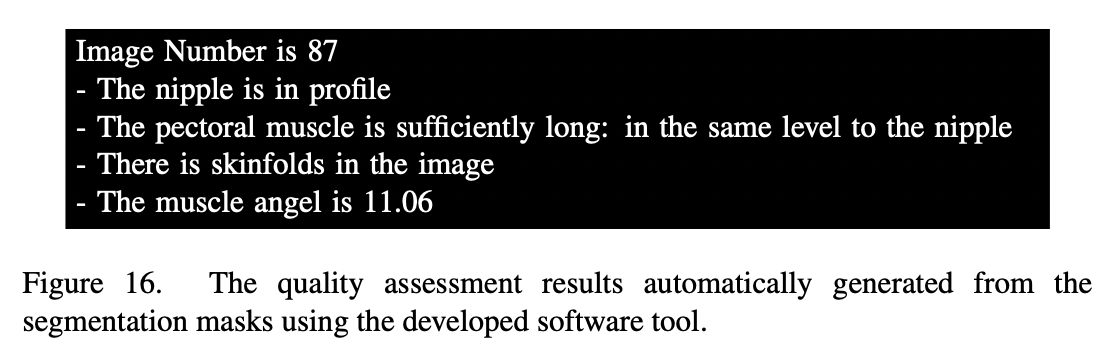 Image Number is 87
- The nipple is in profile
- The pectoral muscle is sufficiently long: in the same level to the nipple
- There is skinfolds in the image
- The muscle angel is 11.06
Figure 16. The quality assessment results automatically generated from the
segmentation masks using the developed software tool.